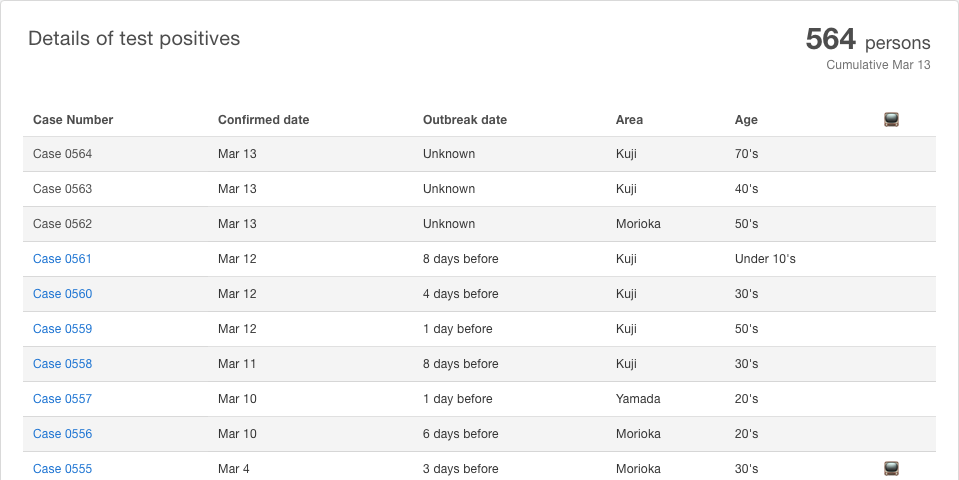 Details of test positives
564 persons
Cumulative Mar 13
Case Number Confirmed date Outbreak date Area Age
Case 0564 Mar 13 Unknown Kuji 70's
Case 0563 Mar 13 Unknown Kuji 40's
Case 0562 Mar 13 Unknown Morioka 50's
Case 0561 Mar 12 8 days before Kuji Under 10's
Case 0560 Mar 12 4 days before Kuji 30's
Case 0559 Mar 12 1 day before Kuji 50's
Case 0558 Mar 11 8 days before Kuji 30's
Case 0557 Mar 10 1 day before Yamada 20's
Case 0556 Mar 10 6 days before Morioka 20's
Case 0555 Mar 4 3 days before Morioka 30's